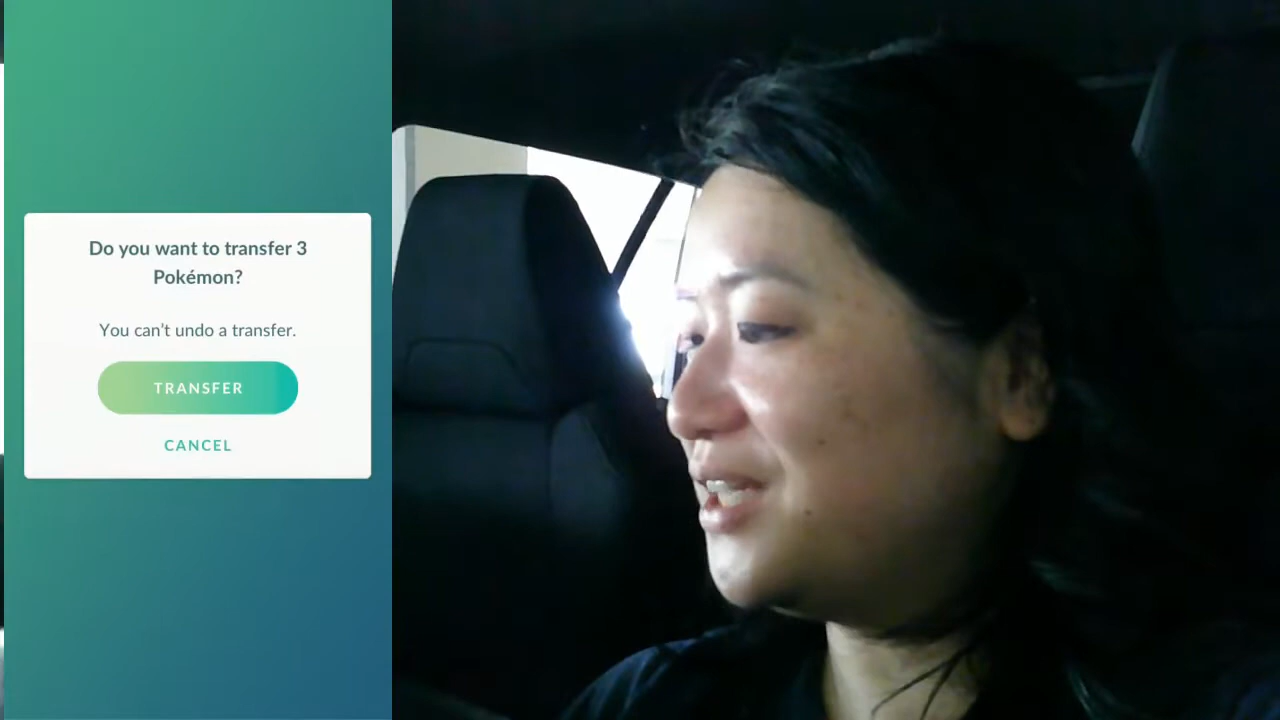 Do you want to transfer 3
Pokémon?
You can't undo a transfer.
TRANSFER
CANCEL